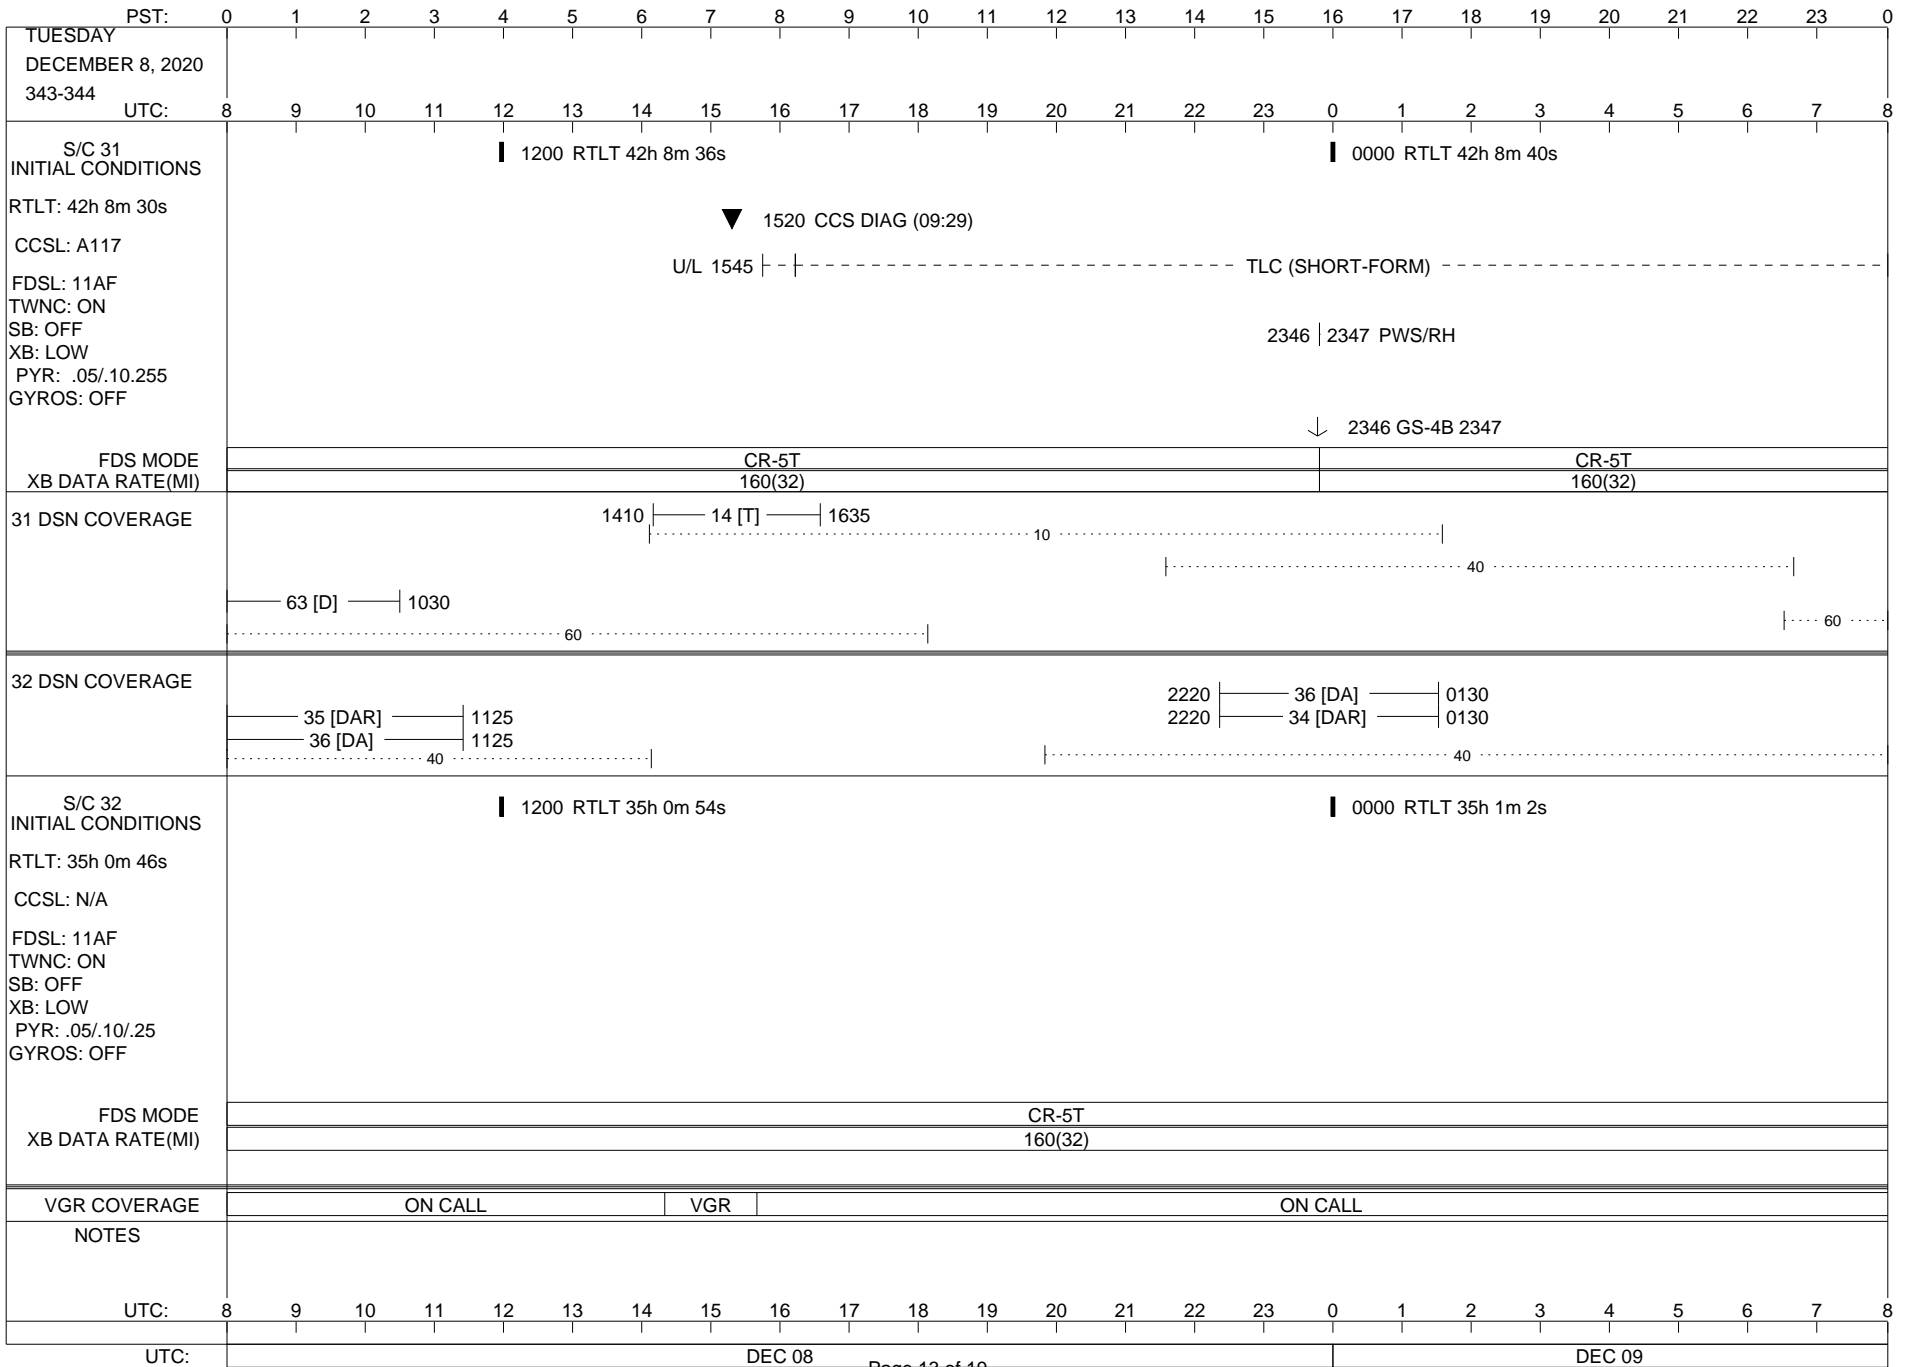 PST: 0 1 2 3 4 5 6 7 8 9 10 11 12 13 14 15 16 17 18 19 20 21 22 23 0
TUESDAY
DECEMBER 8, 2020
343-344
UTC: 8 9 10 11 12 13 14 15 16 17 18 19 20 21 22 23 0 1 2 3 4 5 6 7 8
S/C 31
INITIAL CONDITIONS
1200 RTLT 42h 8m 36s
0000 RTLT 42h 8m 40s
RTLT: 42h 8m 30s
1520 CCS DIAG (09:29)
CCSL: A117
U/L 1545
TLC (SHORT-FORM)
FDSL: 11AF
TWNC: ON
SB: OFF
2346 2347 PWS/RH
XB: LOW
PYR: .05/.10.255
GYROS: OFF
2346 GS-4B 2347
FDS MODE CR-5T CR-5T
XB DATA RATE(MI) 160(32) 160(32)
31 DSN COVERAGE
1410 14 [T] 1635
10
40
63 [D] 1030
60
60
32 DSN COVERAGE
2220 36 [DA] 0130
35 [DAR] 1125
2220 34 [DAR] 0130
36 [DA] 1125
40
40
S/C 32
INITIAL CONDITIONS
1200 RTLT 35h 0m 54s
0000 RTLT 35h 1m 2s
RTLT: 35h 0m 46s
CCSL: N/A
FDSL: 11AF
TWNC: ON
SB: OFF
XB: LOW
PYR: .05/.10/.25
GYROS: OFF
FDS MODE CR-5T
XB DATA RATE(MI) 160(32)
VGR COVERAGE ON CALL VGR ON CALL
NOTES
UTC: 8 9 10 11 12 13 14 15 16 17 18 19 20 21 22 23 0 1 2 3 4 5 6 7 8
UTC: DEC 08 DEC 09
Page 13 of 19